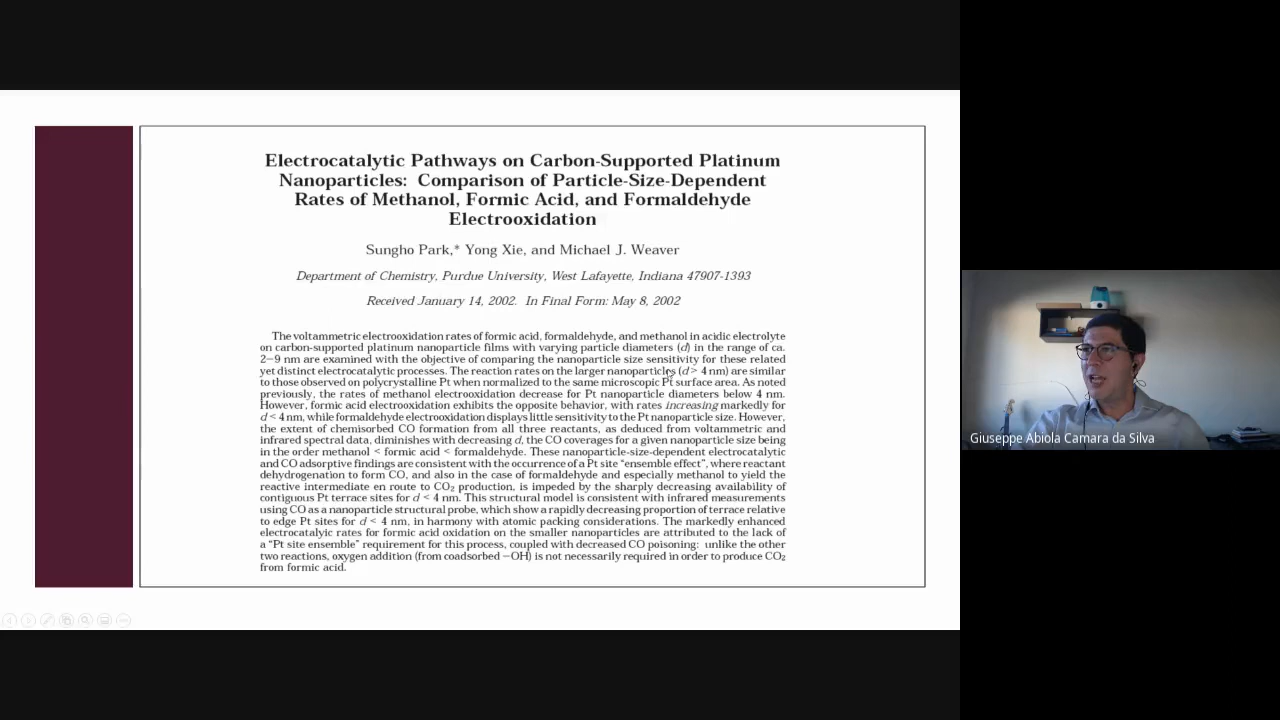 Electrocatalytic Pathways on Carbon-Supported Platinum
Nanoparticles: Comparison of Particle-Size-Dependent
Rates of Methanol, Formic Acid, and Formaldehyde
Electrooxidation
Sungho Park,* Yong Xie, and Michael J. Weaver
Department of Chemistry, Purdue University, West Lafayette, Indiana 47907-1393
Received January 14, 2002. In Final Form: May 8, 2002
The voltammetric electrooxidation rates of formic acid, formaldehyde, and methanol in acidic electrolyte
on carbon-supported platinum nanoparticle films with varying particle diameters (d) in the range of ca.
2−9 nm are examined with the objective of comparing the nanoparticle size sensitivity for these related
yet distinct electrocatalytic processes. The reaction rates on the larger nanoparticles (d > 4 nm) are similar
to those observed on polycrystalline Pt when normalized to the same microscopic Pt surface area. As noted
previously, the rates of methanol electrooxidation decrease for Pt nanoparticle diameters below 4 nm.
However, formic acid electrooxidation exhibits the opposite behavior, with rates increasing markedly for
d < 4 nm, while formaldehyde electrooxidation displays little sensitivity to the Pt nanoparticle size. However,
the extent of chemisorbed CO formation from all three reactants, as deduced from voltammetric and
infrared spectral data, diminishes with decreasing d, the CO coverages for a given nanoparticle size being
in the order methanol < formic acid < formaldehyde. These nanoparticle-size-dependent electrocatalytic
and CO adsorptive findings are consistent with the occurrence of a Pt site “ensemble effect”, where reactant
dehydrogenation to form CO, and also in the case of formaldehyde and especially methanol to yield the
reactive intermediate en route to CO₂ production, is impeded by the sharply decreasing availability of
contiguous Pt terrace sites for d < 4 nm. This structural model is consistent with infrared measurements
using CO as a nanoparticle structural probe, which show a rapidly decreasing proportion of terrace relative
to edge Pt sites for d < 4 nm, in harmony with atomic packing considerations. The markedly enhanced
electrocatalyic rates for formic acid oxidation on the smaller nanoparticles are attributed to the lack of
a “Pt site ensemble” requirement for this process, coupled with decreased CO poisoning: unlike the other
two reactions, oxygen addition (from coadsorbed −OH) is not necessarily required in order to produce CO₂
from formic acid.
Giuseppe Abiola Camara da Silva